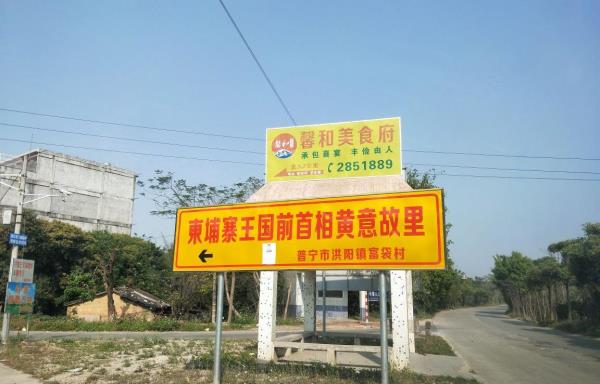 馨和美食府
承包喜宴 丰俭由人
2851889
柬埔寨王国前首相黄意故里
普宁市洪阳镇富袋村